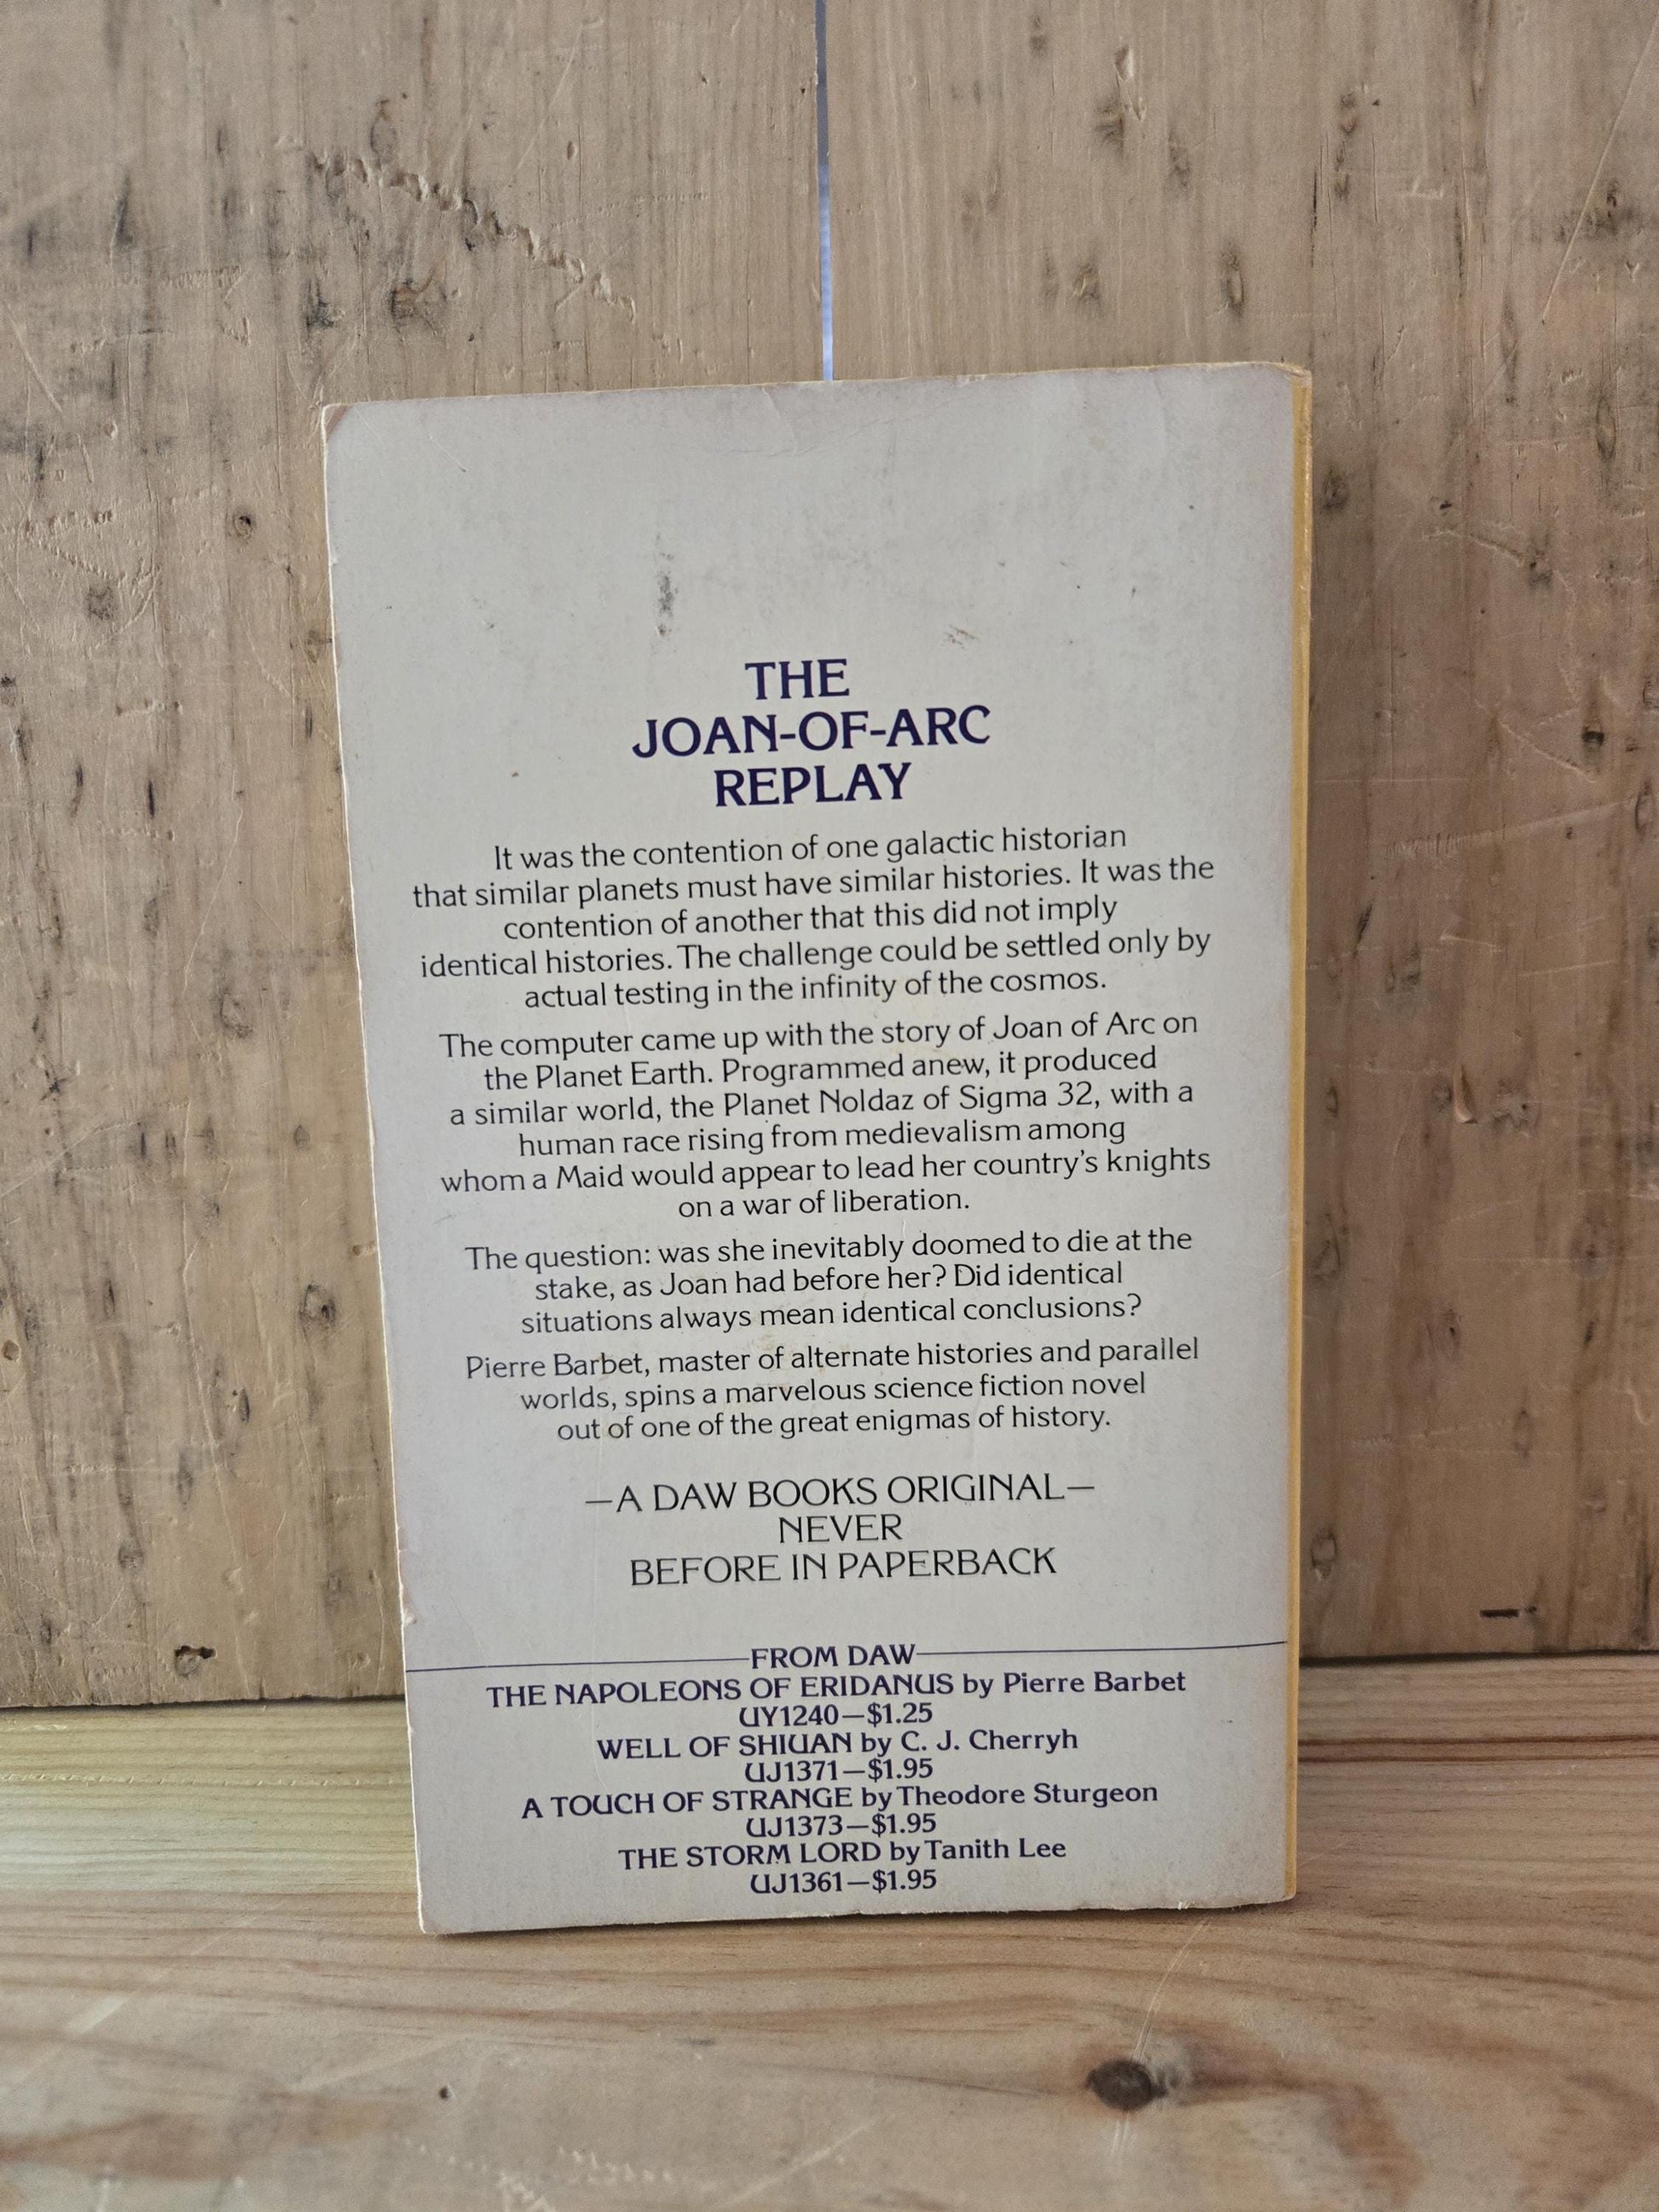 THE
JOAN-OF-ARC
REPLAY
It was the contention of one galactic historian
that similar planets must have similar histories. It was the
contention of another that this did not imply
identical histories. The challenge could be settled only by
actual testing in the infinity of the cosmos.
The computer came up with the story of Joan of Arc on
the Planet Earth. Programmed anew, it produced
a similar world, the Planet Noldaz of Sigma 32, with a
human race rising from medievalism among
whom a Maid would appear to lead her country's knights
on a war of liberation.
The question: was she inevitably doomed to die at the
stake, as Joan had before her? Did identical
situations always mean identical conclusions?
Pierre Barbet, master of alternate histories and parallel
worlds, spins a marvelous science fiction novel
out of one of the great enigmas of history.
—A DAW BOOKS ORIGINAL—
NEVER
BEFORE IN PAPERBACK
FROM DAW
THE NAPOLEONS OF ERIDANUS by Pierre Barbet
UY1240—$1.25
WELL OF SHIUAN by C. J. Cherryh
UJ1371—$1.95
A TOUCH OF STRANGE by Theodore Sturgeon
UJ1373—$1.95
THE STORM LORD by Tanith Lee
UJ1361—$1.95